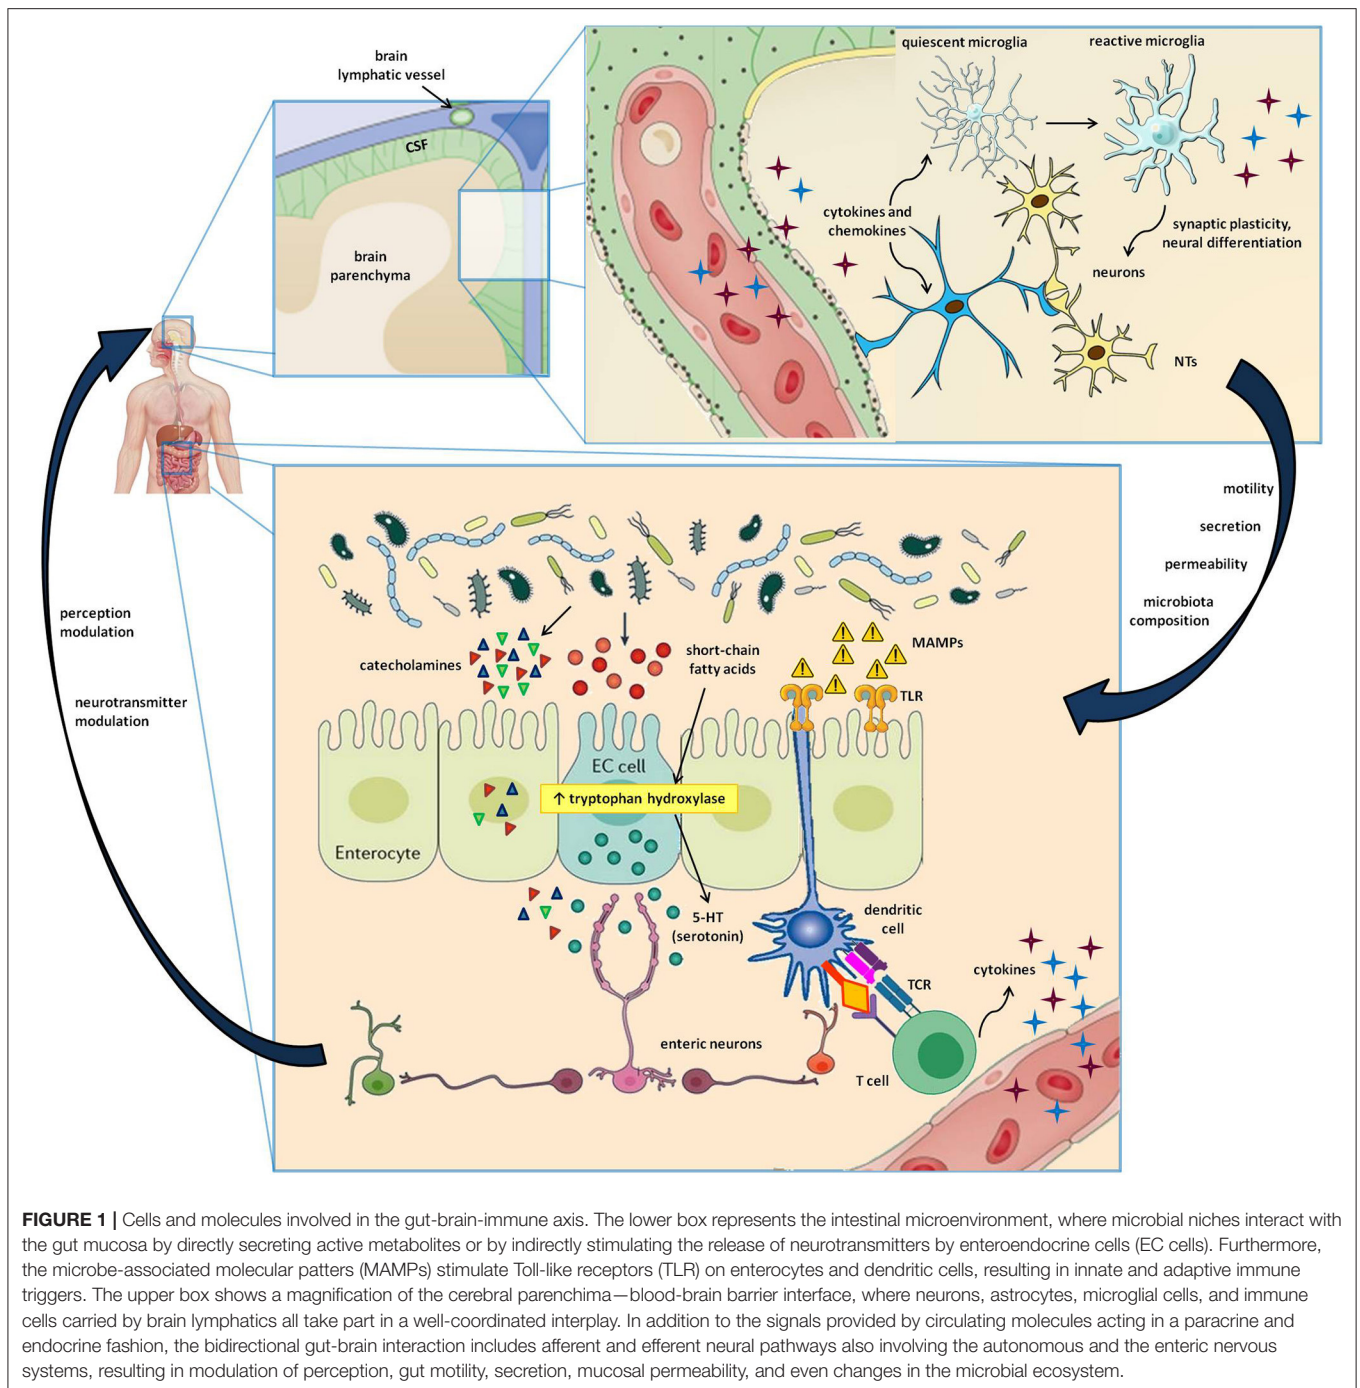 brain
lymphatic vessel
CSF
brain
parenchyma
quiescent microglia
reactive microglia
cytokines and
chemokines
synaptic plasticity,
neural differentiation
neurons
NTs
motility
secretion
permeability
microbiota
composition
perception
modulation
neurotransmitter
modulation
catecholamines
short-chain
fatty acids
MAMPs
TLR
EC cell
↑ tryptophan hydroxylase
Enterocyte
5-HT
(serotonin)
dendritic
cell
TCR
cytokines
enteric neurons
T cell
FIGURE 1 | Cells and molecules involved in the gut-brain-immune axis. The lower box represents the intestinal microenvironment, where microbial niches interact with
the gut mucosa by directly secreting active metabolites or by indirectly stimulating the release of neurotransmitters by enteroendocrine cells (EC cells). Furthermore,
the microbe-associated molecular patters (MAMPs) stimulate Toll-like receptors (TLR) on enterocytes and dendritic cells, resulting in innate and adaptive immune
triggers. The upper box shows a magnification of the cerebral parenchima—blood-brain barrier interface, where neurons, astrocytes, microglial cells, and immune
cells carried by brain lymphatics all take part in a well-coordinated interplay. In addition to the signals provided by circulating molecules acting in a paracrine and
endocrine fashion, the bidirectional gut-brain interaction includes afferent and efferent neural pathways also involving the autonomous and the enteric nervous
systems, resulting in modulation of perception, gut motility, secretion, mucosal permeability, and even changes in the microbial ecosystem.